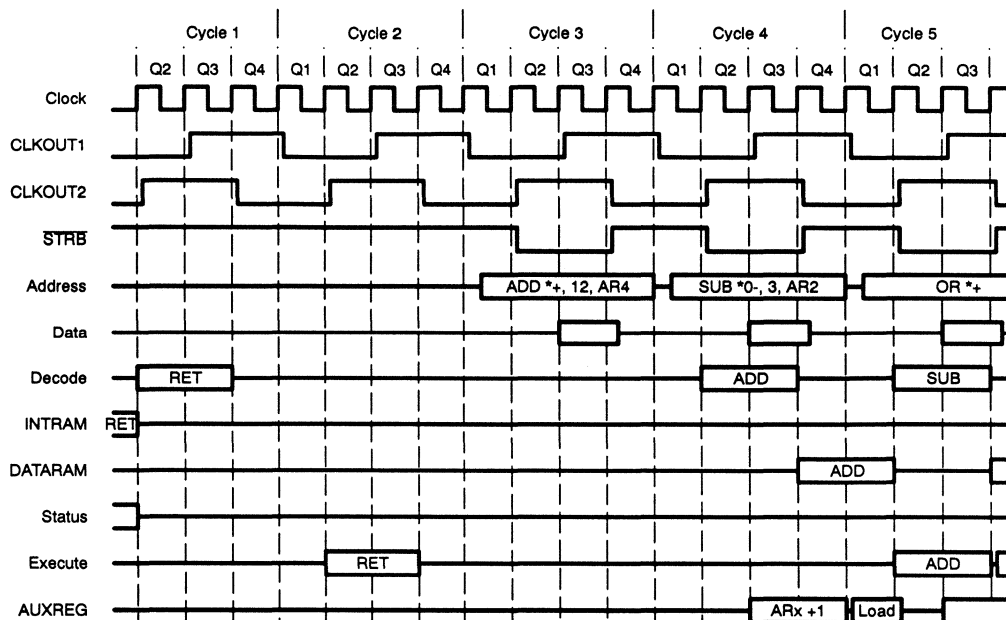 Cycle 1 Cycle 2 Cycle 3 Cycle 4 Cycle 5
Q2 Q3 Q4 Q1 Q2 Q3 Q4 Q1 Q2 Q3 Q4 Q1 Q2 Q3 Q4 Q1 Q2 Q3
Clock
CLKOUT1
CLKOUT2
STRB
Address ADD *+, 12, AR4 SUB *0-, 3, AR2 OR *+
Data
Decode RET ADD SUB
INTRAM RET
DATARAM ADD
Status
Execute RET ADD
AUXREG ARx +1 Load